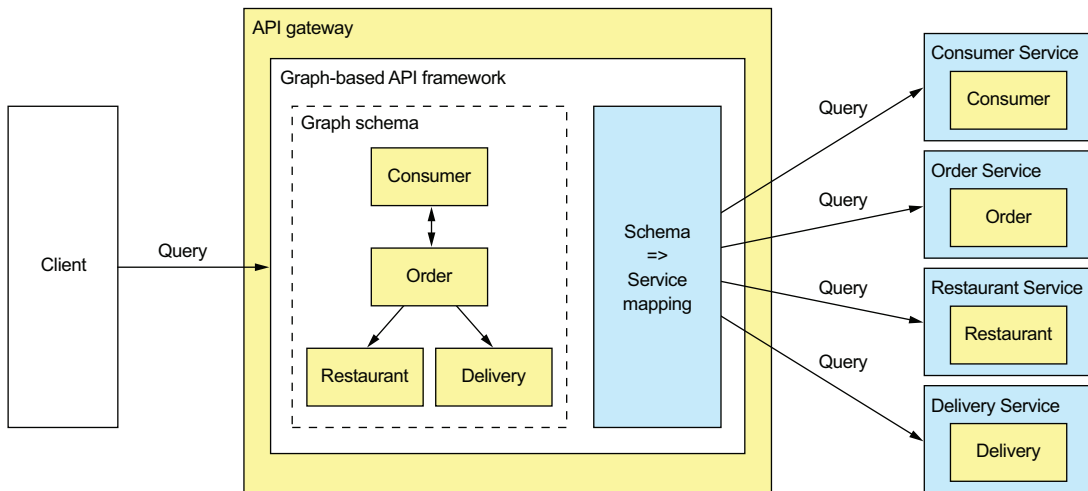 API gateway
Graph-based API framework
Graph schema
Consumer
Order
Restaurant
Delivery
Client
Query
Schema
=>
Service
mapping
Query
Query
Query
Query
Consumer Service
Consumer
Order Service
Order
Restaurant Service
Restaurant
Delivery Service
Delivery